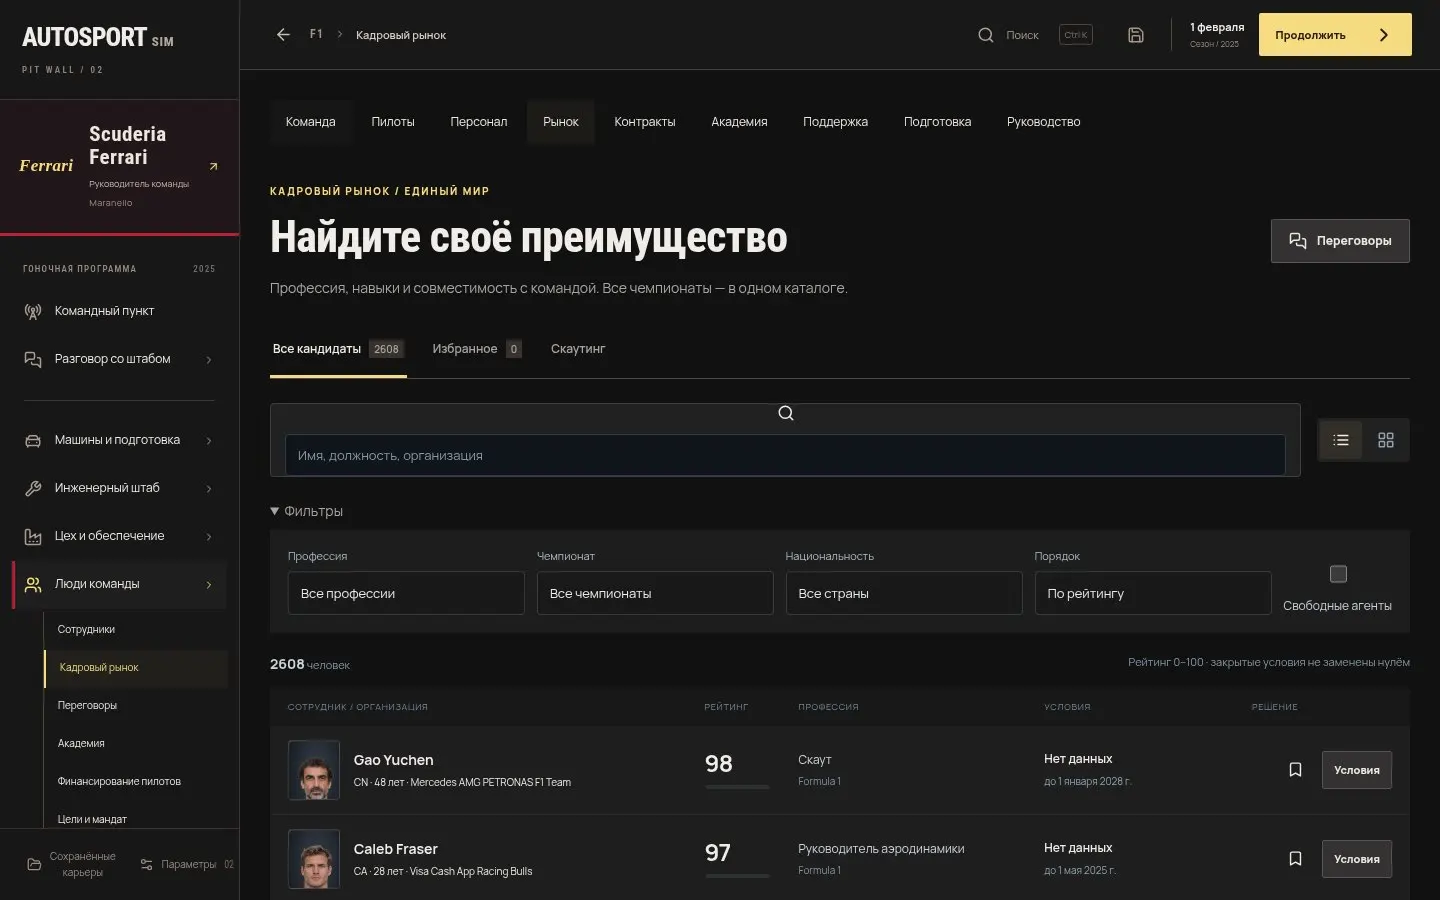 AUTOSPORT SIM
PIT WALL / 02
Ferrari
Scuderia
Ferrari
Руководитель команды
Maranello
ГОНОЧНАЯ ПРОГРАММА 2025
Командный пункт
Разговор со штабом
Машины и подготовка
Инженерный штаб
Цех и обеспечение
Люди команды
Сотрудники
Кадровый рынок
Переговоры
Академия
Финансирование пилотов
Цели и мандат
Сохранённые
карьеры
Параметры 02
F1 Кадровый рынок
Поиск Ctrl K
1 февраля
Сезон / 2025
Продолжить
Команда Пилоты Персонал Рынок Контракты Академия Поддержка Подготовка Руководство
КАДРОВЫЙ РЫНОК / ЕДИНЫЙ МИР
Найдите своё преимущество
Переговоры
Профессия, навыки и совместимость с командой. Все чемпионаты — в одном каталоге.
Все кандидаты 2608 Избранное 0 Скаутинг
Имя, должность, организация
▼ Фильтры
Профессия Чемпионат Национальность Порядок
Все профессии Все чемпионаты Все страны По рейтингу
Свободные агенты
2608 человек
Рейтинг 0–100 · закрытые условия не заменены нулём
СОТРУДНИК / ОРГАНИЗАЦИЯ РЕЙТИНГ ПРОФЕССИЯ УСЛОВИЯ РЕШЕНИЕ
Gao Yuchen
CN · 48 лет · Mercedes AMG PETRONAS F1 Team
98
Скаут
Formula 1
Нет данных
до 1 января 2028 г.
Условия
Caleb Fraser
CA · 28 лет · Visa Cash App Racing Bulls
97
Руководитель аэродинамики
Formula 1
Нет данных
до 1 мая 2025 г.
Условия